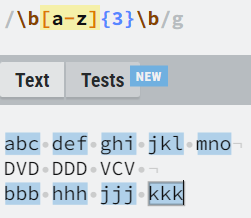 /\b[a-z]{3}\b/g
Text Tests NEW
abc def ghi jkl mno
DVD DDD VCV
bbb hhh jjj kkk